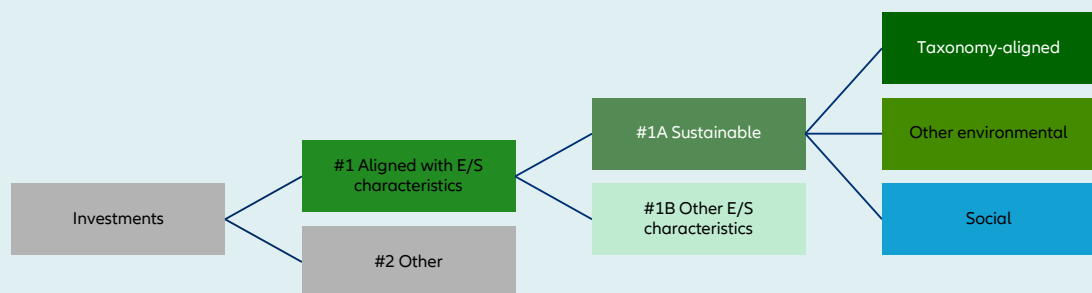 Investments
#1 Aligned with E/S
characteristics
#2 Other
#1A Sustainable
#1B Other E/S
characteristics
Taxonomy-aligned
Other environmental
Social